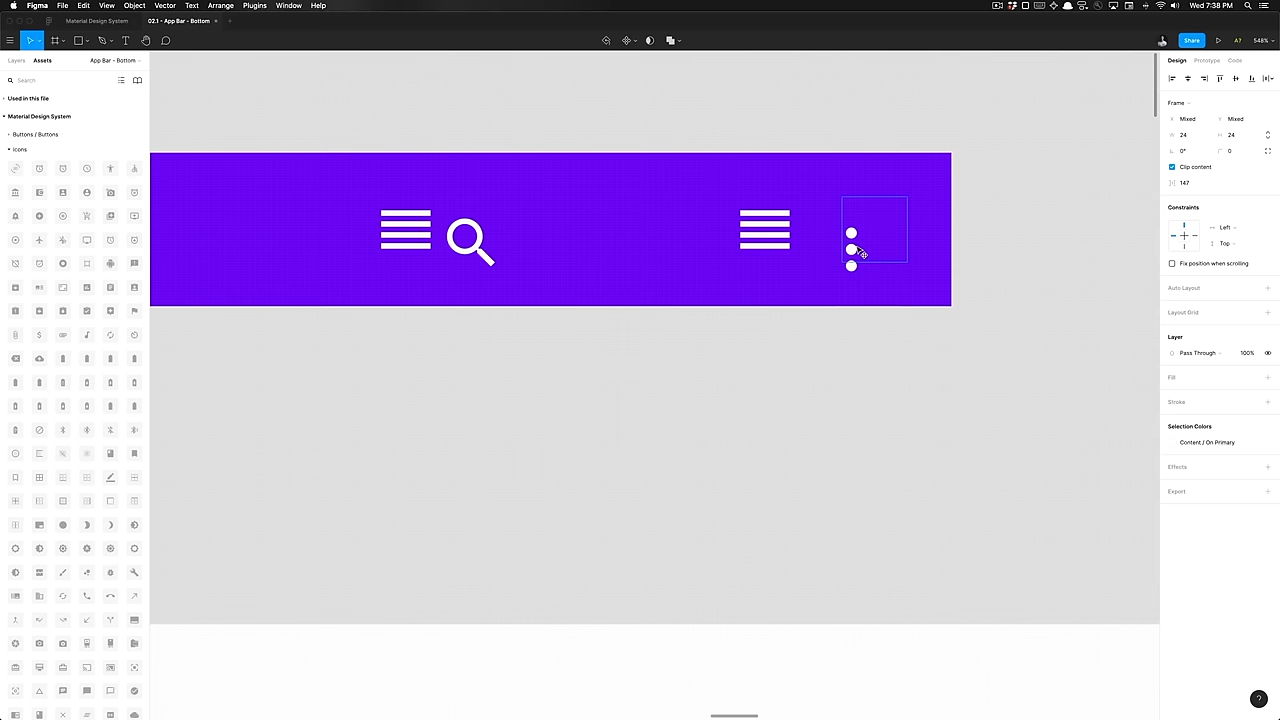 Figma File Edit View Object Vector Text Arrange Plugins Window Help
Wed 7:38 PM
Material Design System
02.1 - App Bar - Bottom
Share
A?
548%
Layers Assets App Bar - Bottom
Search
Used in this file
Material Design System
Buttons / Buttons
Icons
Design Prototype Code
Frame
X Mixed Y Mixed
W 24 H 24
0° 0
Clip content
147
Constraints
Left
Top
Fix position when scrolling
Auto Layout
Layout Grid
Layer
Pass Through 100%
Fill
Stroke
Selection Colors
Content / On Primary
Effects
Export
?